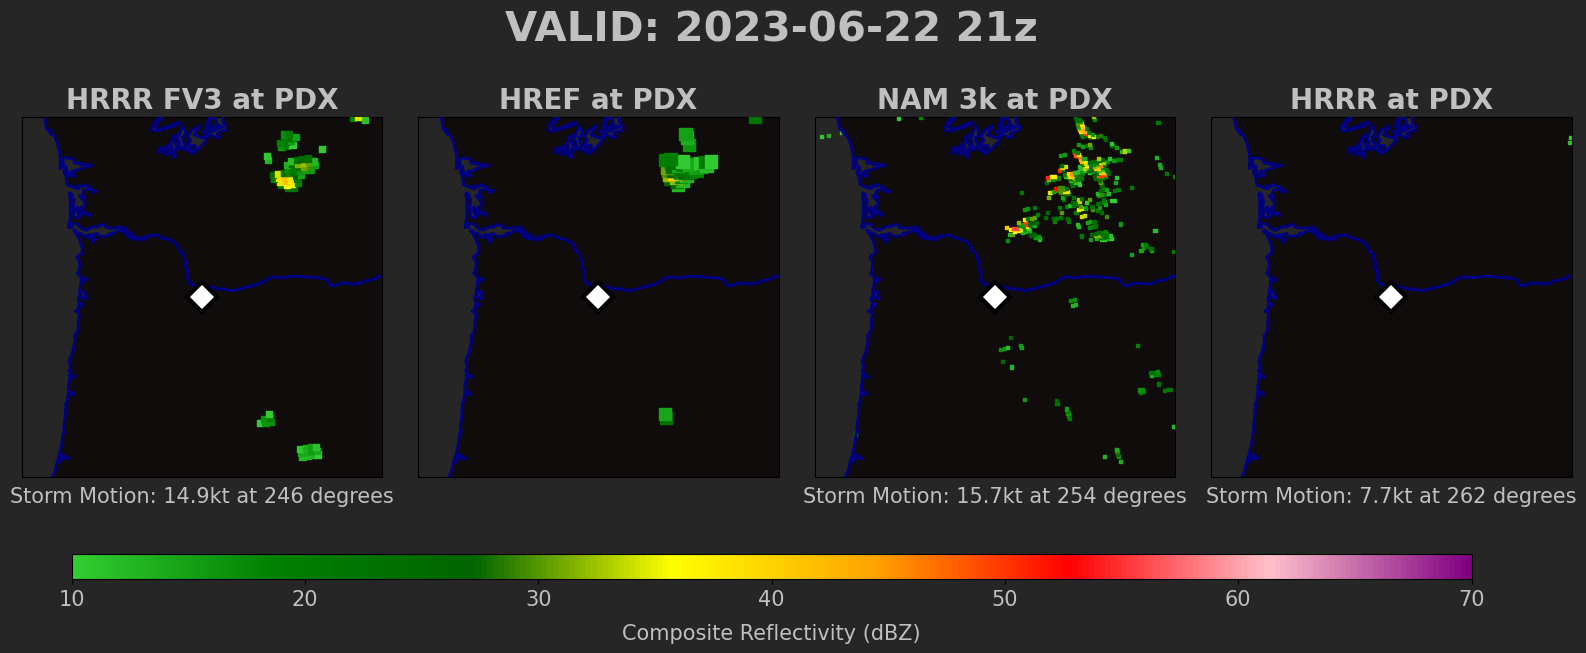 VALID: 2023-06-22 21z
HRRR FV3 at PDX
HREF at PDX
NAM 3k at PDX
HRRR at PDX
Storm Motion: 14.9kt at 246 degrees
Storm Motion: 15.7kt at 254 degrees
Storm Motion: 7.7kt at 262 degrees
10 20 30 40 50 60 70
Composite Reflectivity (dBZ)